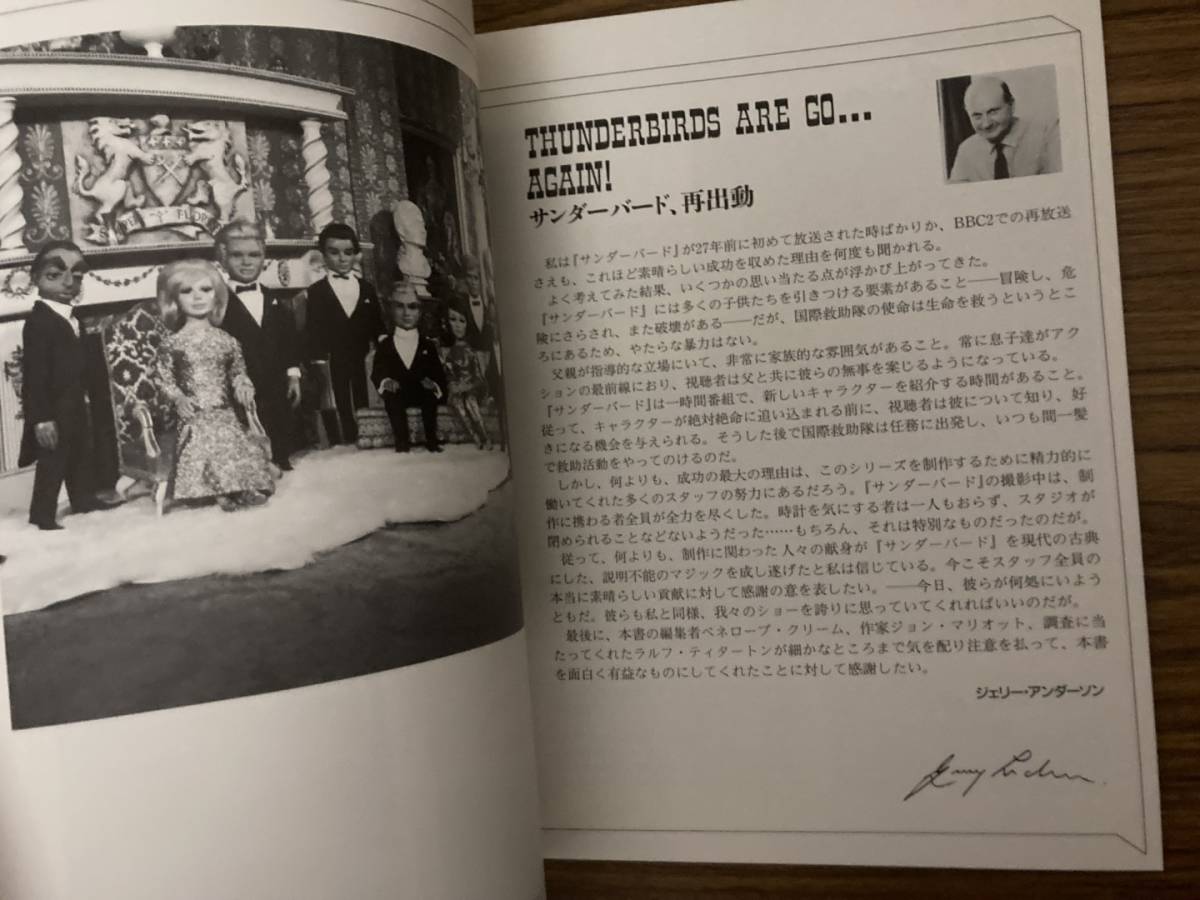 THUNDERBIRDS ARE GO...
AGAIN!
サンダーバード、再出動
私は『サンダーバード』が27年前に初めて放送された時ばかりか、BBC2での再放送
さえも、これほど素晴らしい成功を収めた理由を何度も聞かれる。
よく考えてみた結果、いくつかの思い当たる点が浮かび上がってきた。
『サンダーバード』には多くの子供たちを引きつける要素があること――冒険し、危
険にさらされ、また破壊がある――だが、国際救助隊の使命は生命を救うというとこ
ろにあるため、やたらな暴力はない。
父親が指導的な立場にいて、非常に家族的な雰囲気があること。常に息子達がアク
ションの最前線におり、視聴者は父と共に彼らの無事を案じるようになっている。
『サンダーバード』は一時間番組で、新しいキャラクターを紹介する時間があること。
従って、キャラクターが絶対絶命に追い込まれる前に、視聴者は彼について知り、好
きになる機会を与えられる。そうした後で国際救助隊は任務に出発し、いつも間一髪
で救助活動をやってのけるのだ。
しかし、何よりも、成功の最大の理由は、このシリーズを制作するために精力的に
働いてくれた多くのスタッフの努力にあるだろう。『サンダーバード』の撮影中は、制
作に携わる者全員が全力を尽くした。時計を気にする者は一人もおらず、スタジオが
閉められることなどないようだった……もちろん、それは特別なものだったのだが。
従って、何よりも、制作に関わった人々の献身が『サンダーバード』を現代の古典
にした、説明不能のマジックを成し遂げたと私は信じている。今こそスタッフ全員の
本当に素晴らしい貢献に対して感謝の意を表したい。――今日、彼らが何処にいよう
ともだ。彼らも私と同様、我々のショーを誇りに思っていてくれればいいのだが。
最後に、本書の編集者ペネロープ・クリーム、作家ジョン・マリオット、調査に当
たってくれたラルフ・ティタートンが細かなところまで気を配り注意を払って、本書
を面白く有益なものにしてくれたことに対して感謝したい。
ジェリー・アンダーソン